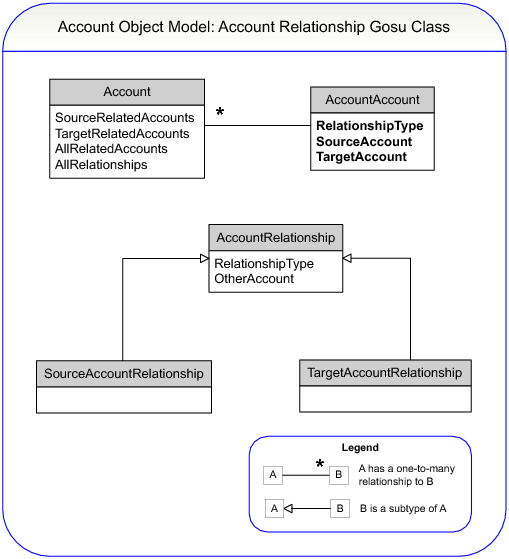 Account Object Model: Account Relationship Gosu Class
Account
SourceRelatedAccounts
TargetRelatedAccounts
AllRelatedAccounts
AllRelationships
*
AccountAccount
RelationshipType
SourceAccount
TargetAccount
AccountRelationship
RelationshipType
OtherAccount
SourceAccountRelationship
TargetAccountRelationship
Legend
A * B
A has a one-to-many
relationship to B
A B
B is a subtype of A